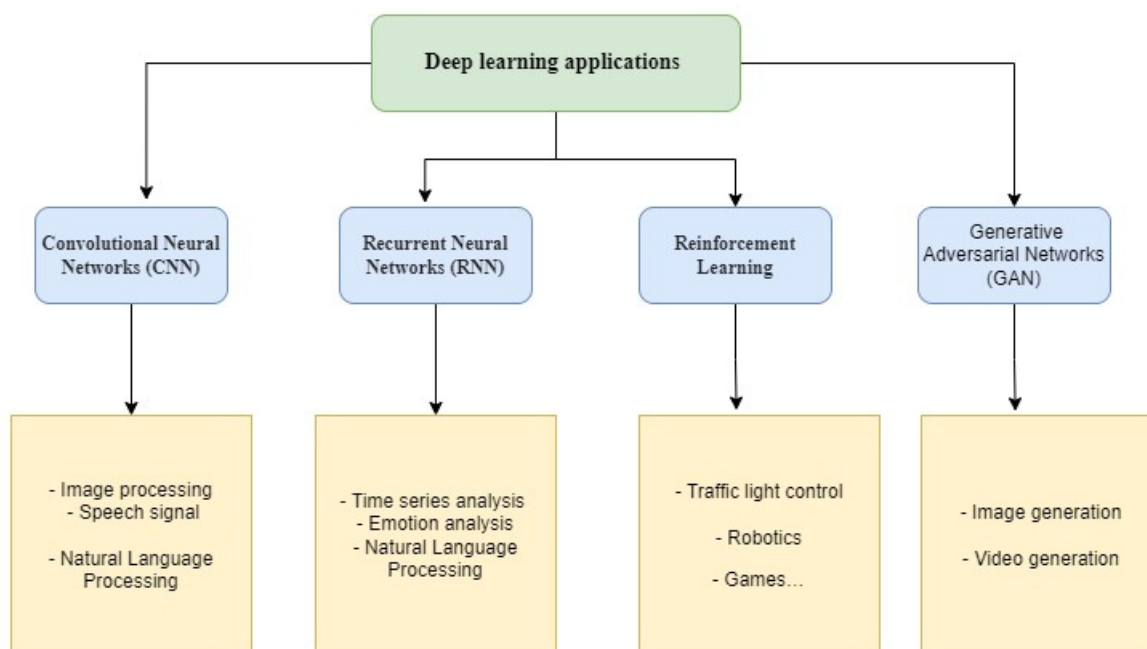 Deep learning applications
Convolutional Neural
Networks (CNN)
Recurrent Neural
Networks (RNN)
Reinforcement
Learning
Generative
Adversarial Networks
(GAN)
- Image processing
- Speech signal
- Natural Language
Processing
- Time series analysis
- Emotion analysis
- Natural Language
Processing
- Traffic light control
- Robotics
- Games…
- Image generation
- Video generation